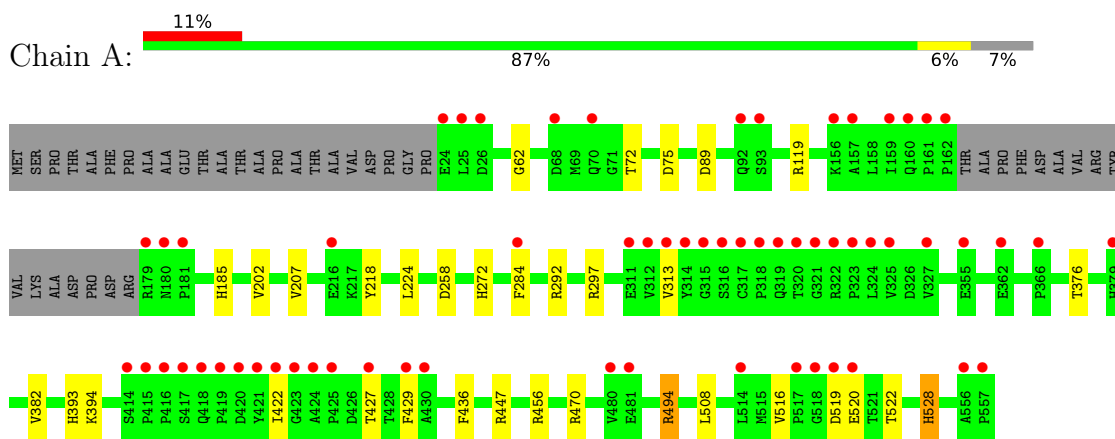 11%
Chain A:
87% 6% 7%
MET SER PRO THR ALA PHE PRO ALA ALA GLU THR ALA THR ALA PRO ALA THR ALA VAL ASP PRO GLY PRO E24 L25 D26 G62 D68 M69 Q70 G71 T72 D75 D89 Q92 S93 R119 K156 A157 L158 I159 Q160 P161 P162 THR ALA PRO PHE ASP ALA VAL ARG TYR
VAL LYS ALA ASP PRO ASP ARG R179 N180 P181 H185 V202 V207 E216 K217 Y218 L224 D258 H272 F284 R292 R297 E311 V312 V313 Y314 G315 S316 C317 P318 Q319 T320 G321 R322 P323 L324 V325 D326 V327 E355 E362 P366 T376 H379
V382 H393 K394 S414 P415 P416 S417 Q418 P419 D420 Y421 I422 G423 A424 P425 D426 T427 T428 F429 A430 F436 R447 R456 R470 V480 E481 R494 L508 L514 M515 V516 P517 G518 D519 E520 T521 T522 H528 A556 P557